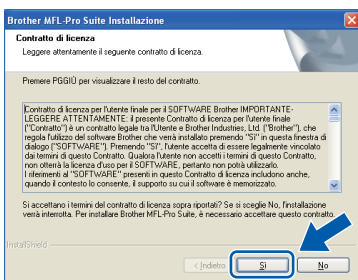 Brother MFL-Pro Suite Installazione
Contratto di licenza
Leggere attentamente il seguente contratto di licenza.
Premere PGGIÙ per visualizzare il resto del contratto.
Contratto di licenza per l'utente finale per il SOFTWARE Brother IMPORTANTE-
LEGGERE ATTENTAMENTE: il presente Contratto di licenza per l'utente finale
("Contratto") è un contratto legale tra l'Utente e Brother Industries, Ltd. ("Brother"), che
regola l'utilizzo del software Brother che verrà installato premendo "Sì" in questa finestra di
dialogo ("SOFTWARE"). Premendo "Sì", l'utente accetta di essere legalmente vincolato
dai termini di questo Contratto. Qualora l'utente non accetti i termini di questo Contratto,
non otterrà la licenza d'uso per il SOFTWARE, pertanto non potrà utilizzarlo.
I riferimenti al "SOFTWARE" presenti in questo Contratto di licenza includono anche,
quando il contesto lo consente, il supporto su cui il software è memorizzato.
Si accettano i termini del contratto di licenza sopra riportati? Se si sceglie No, l'installazione
verrà interrotta. Per installare Brother MFL-Pro Suite, è necessario accettare questo contratto.
InstallShield
< Indietro
Sì
No